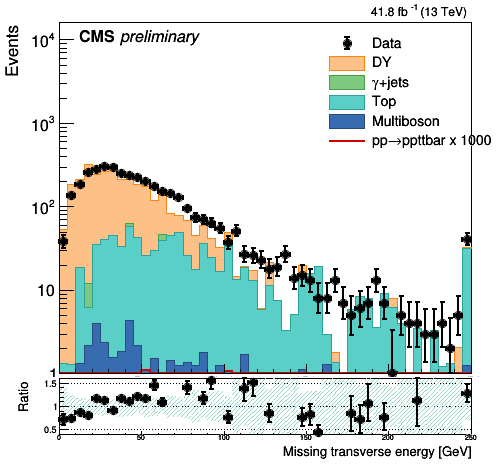 41.8 fb⁻¹ (13 TeV)
CMS preliminary
Events
10⁴
10³
10²
10
1
Data
DY
γ+jets
Top
Multiboson
pp→ppttbar x 1000
Ratio
1.5
1
0.5
0 50 100 150 200 250
Missing transverse energy [GeV]